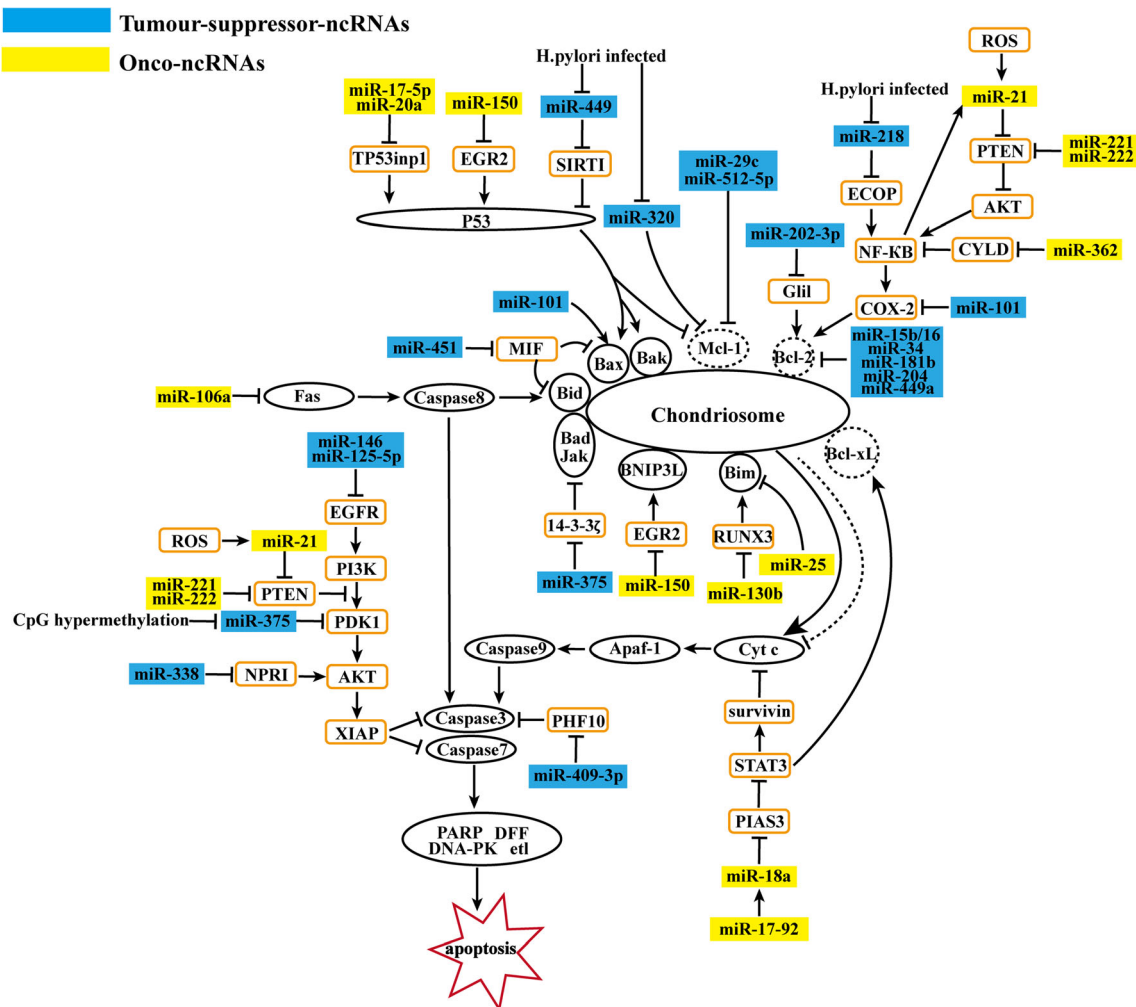 Tumour-suppressor-ncRNAs
Onco-ncRNAs
H.pylori infected
ROS
miR-17-5p
miR-20a
miR-150
miR-449
H.pylori infected
miR-21
miR-218
miR-221
miR-222
TP53inp1
EGR2
SIRTI
miR-29c
miR-512-5p
PTEN
ECOP
AKT
P53
miR-320
miR-202-3p
NF-KB
CYLD
miR-362
Glil
miR-101
COX-2
miR-101
miR-451
MIF
Bax
Bak
Mcl-1
Bcl-2
miR-15b/16
miR-34
miR-181b
miR-204
miR-449a
miR-106a
Fas
Caspase8
Bid
Chondriosome
Bad
Jak
BNIP3L
Bim
Bcl-xL
miR-146
miR-125-5p
EGFR
14-3-3ζ
EGR2
RUNX3
ROS
miR-21
miR-25
PI3K
miR-375
miR-150
miR-130b
miR-221
miR-222
PTEN
CpG hypermethylation
miR-375
PDK1
Caspase9
Apaf-1
Cyt c
miR-338
NPRI
AKT
survivin
XIAP
Caspase3
PHF10
Caspase7
STAT3
miR-409-3p
PIAS3
PARP DFF
DNA-PK etl
miR-18a
miR-17-92
apoptosis